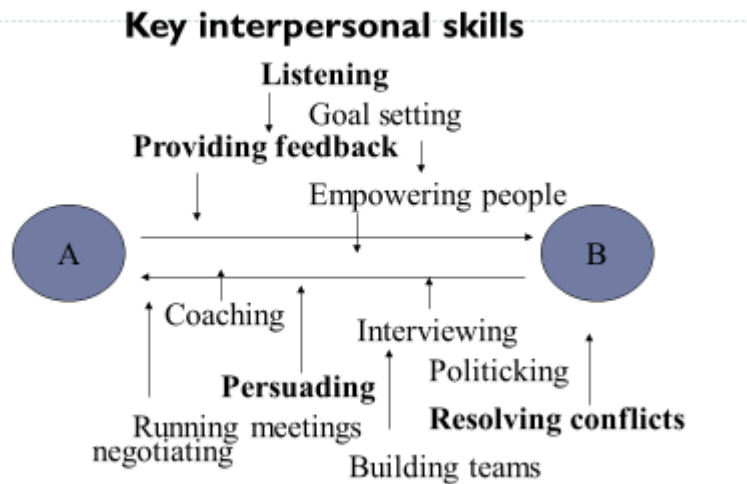 Key interpersonal skills
Listening
Goal setting
Providing feedback
Empowering people
A
B
Coaching
Interviewing
Politicking
Persuading
Resolving conflicts
Running meetings
negotiating
Building teams